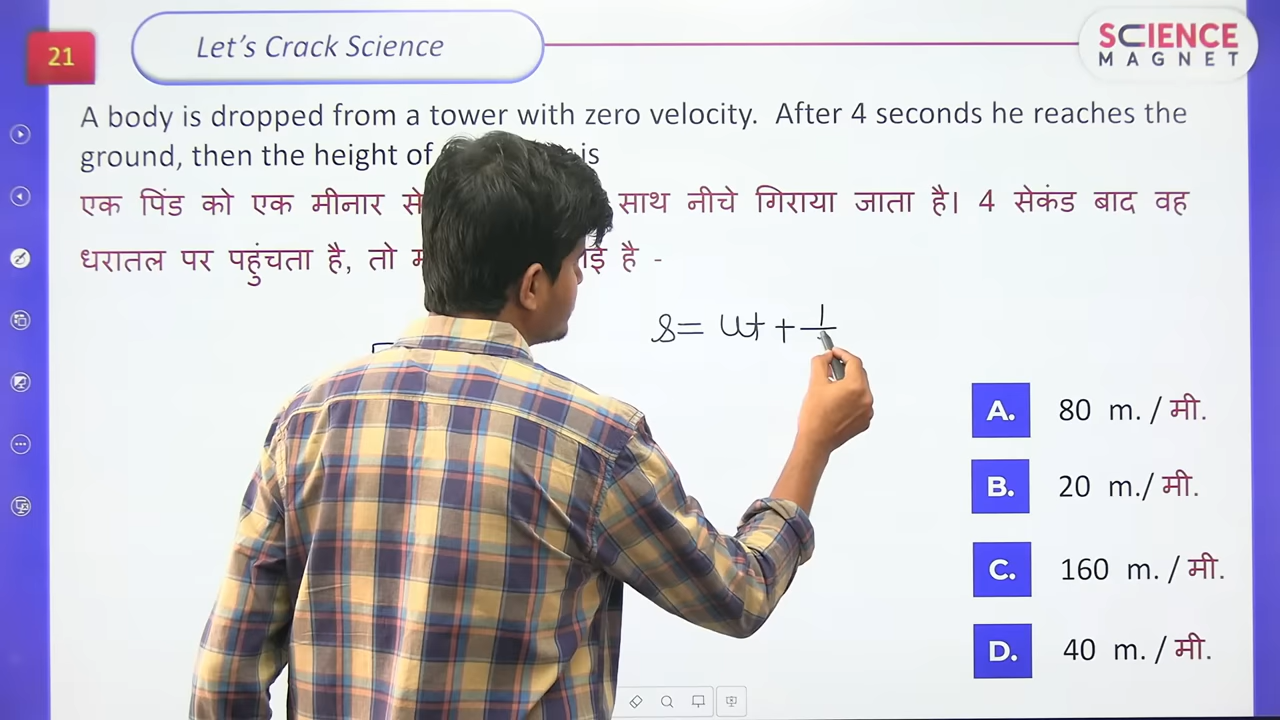 21
Let's Crack Science
SCIENCE
MAGNET
A body is dropped from a tower with zero velocity. After 4 seconds he reaches the
ground, then the height of is
एक पिंड को एक मीनार से साथ नीचे गिराया जाता है। 4 सेकंड बाद वह
धरातल पर पहुंचता है, तो है -
s = ut + 1
A. 80 m. / मी.
B. 20 m./ मी.
C. 160 m. / मी.
D. 40 m. / मी.